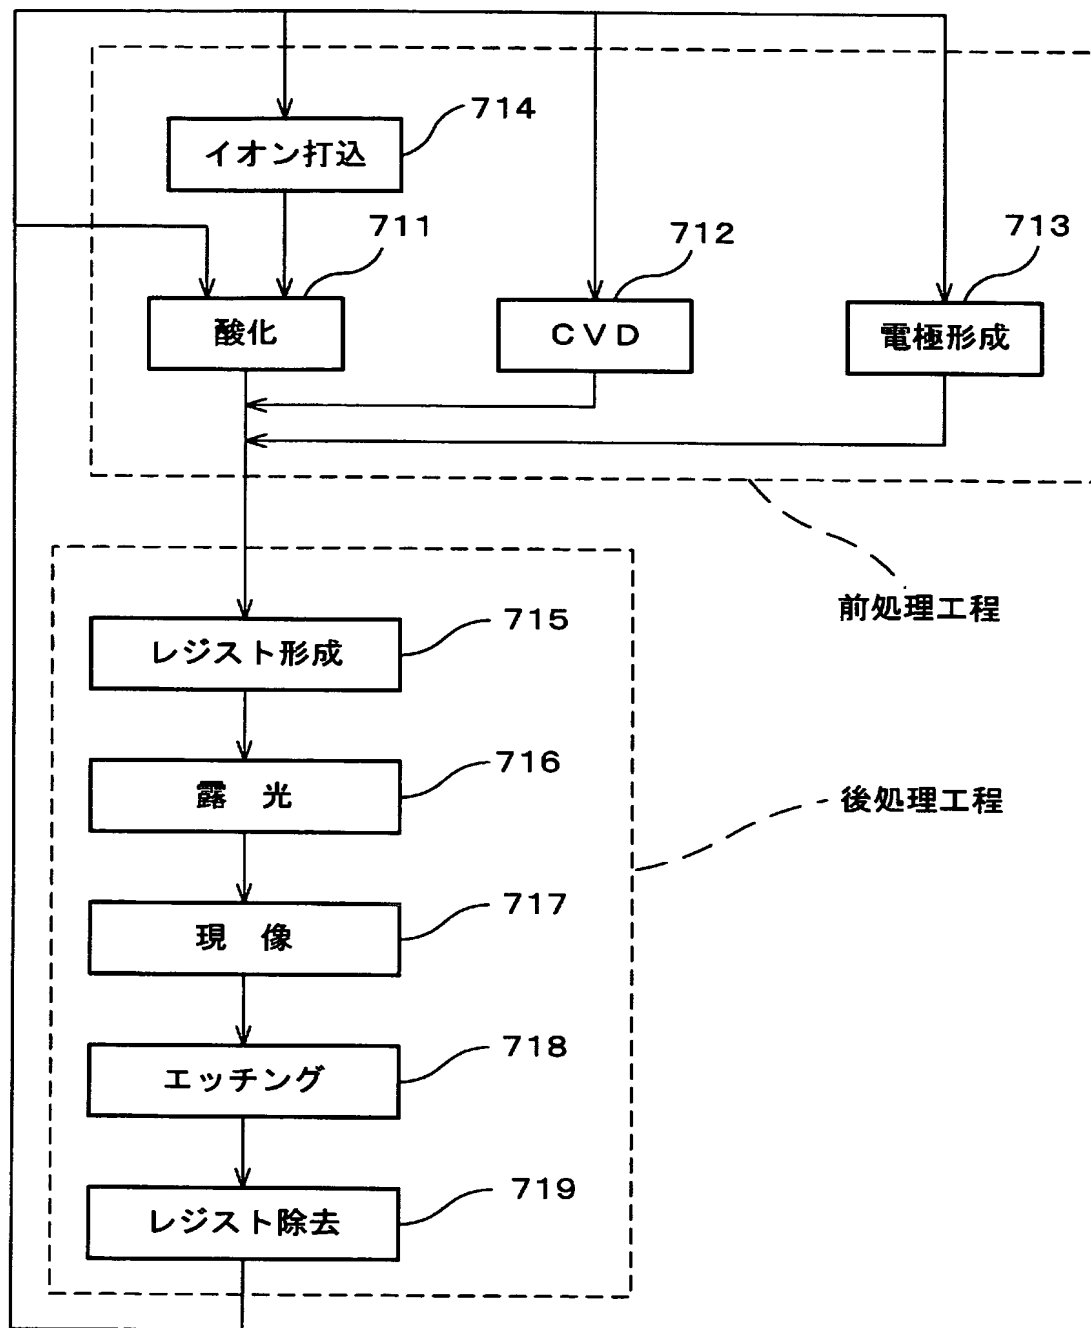 714
イオン打込
711
712
713
酸化
CVD
電極形成
前処理工程
715
レジスト形成
716
露 光
後処理工程
717
現 像
718
エッチング
719
レジスト除去